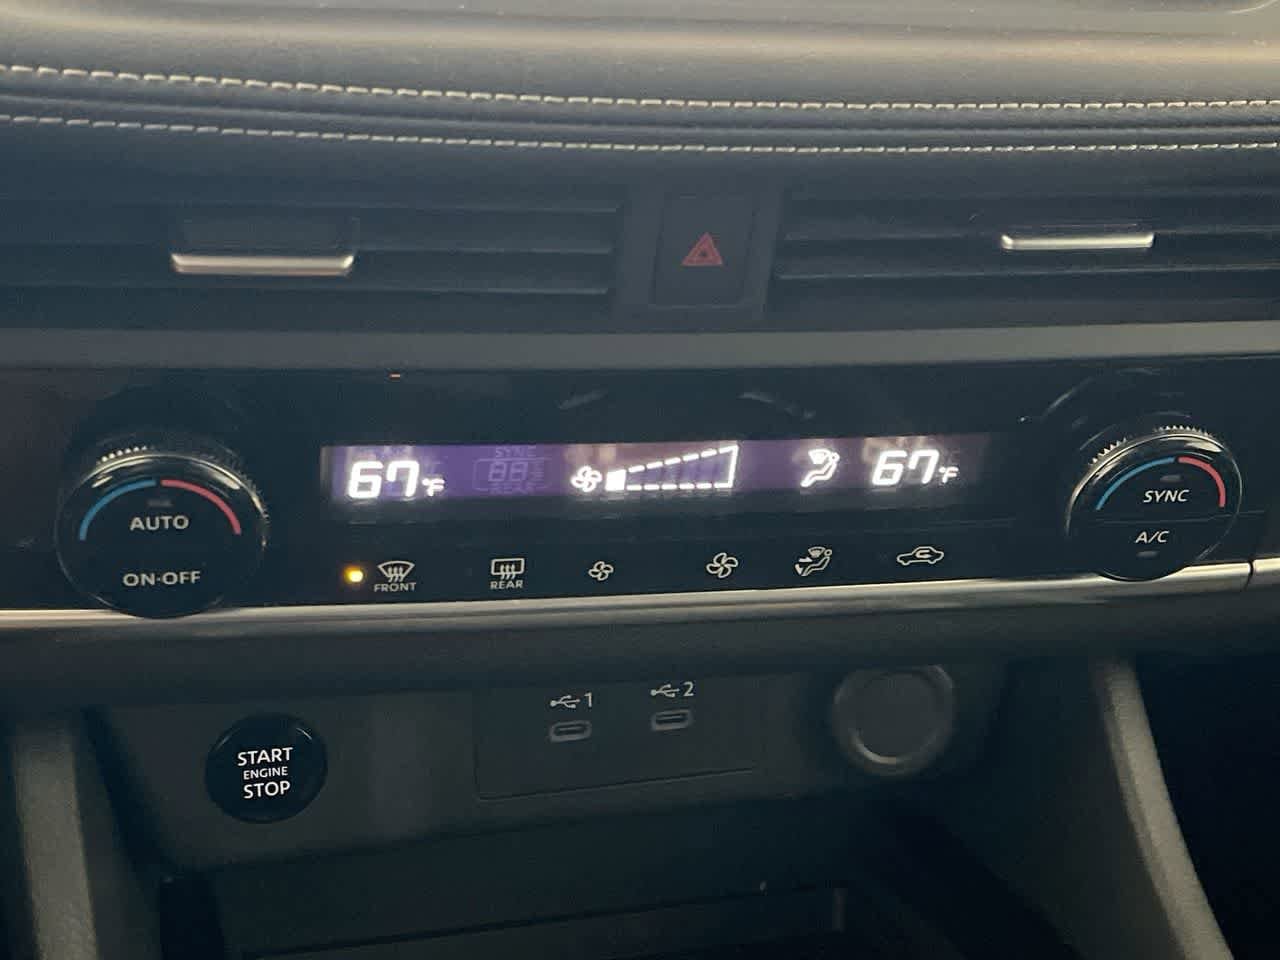 SYNC
67°F
88
REAR
67°F
AUTO
ON·OFF
SYNC
A/C
FRONT
REAR
1
2
START
ENGINE
STOP